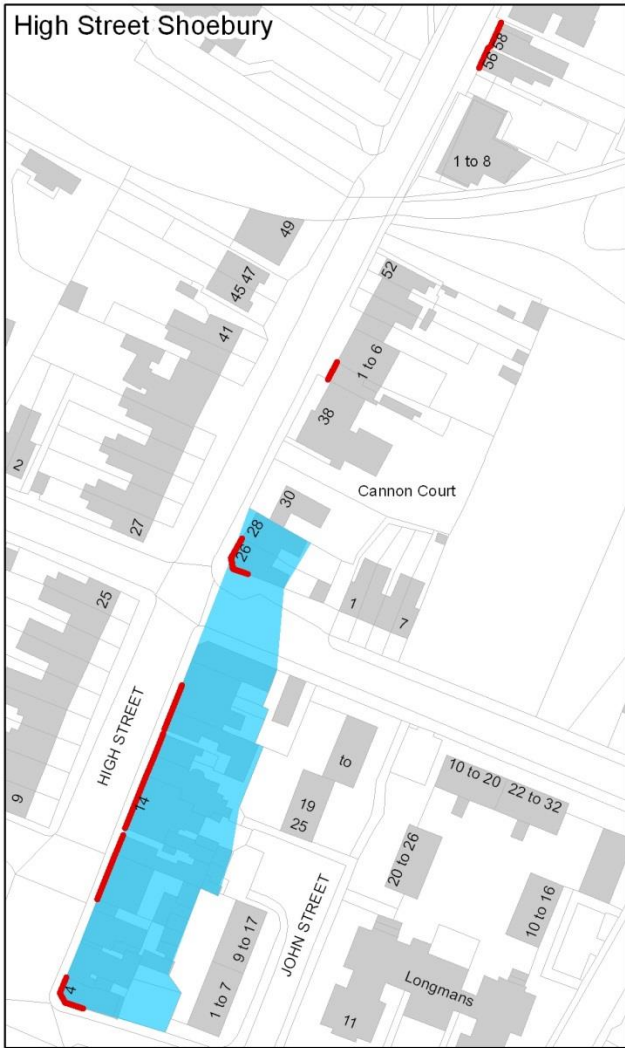 High Street Shoebury
56 58
1 to 8
49
45 47
52
41
1 to 6
38
2
Cannon Court
30
28
27
26
25
1
7
HIGH STREET
to
10 to 20
22 to 32
14
19
9
25
20 to 26
10 to 16
9 to 17
JOHN STREET
4
1 to 7
Longmans
11